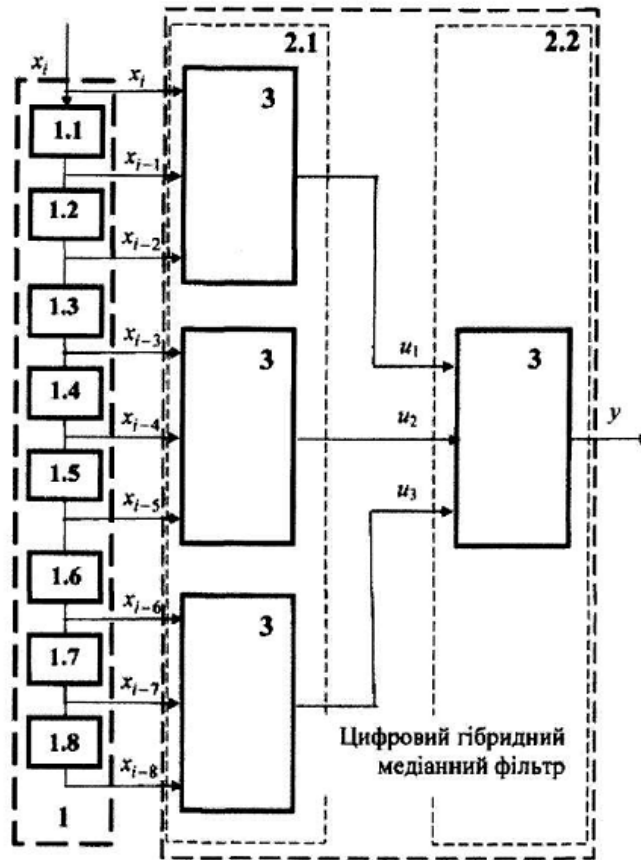 2.1
2.2
x_i
x_i
3
1.1
x_{i-1}
1.2
x_{i-2}
1.3
x_{i-3}
3
u_1
3
1.4
x_{i-4}
u_2
y
1.5
x_{i-5}
u_3
1.6
x_{i-6}
3
1.7
x_{i-7}
Цифровий гібридний
медіанний фільтр
1.8
x_{i-8}
1